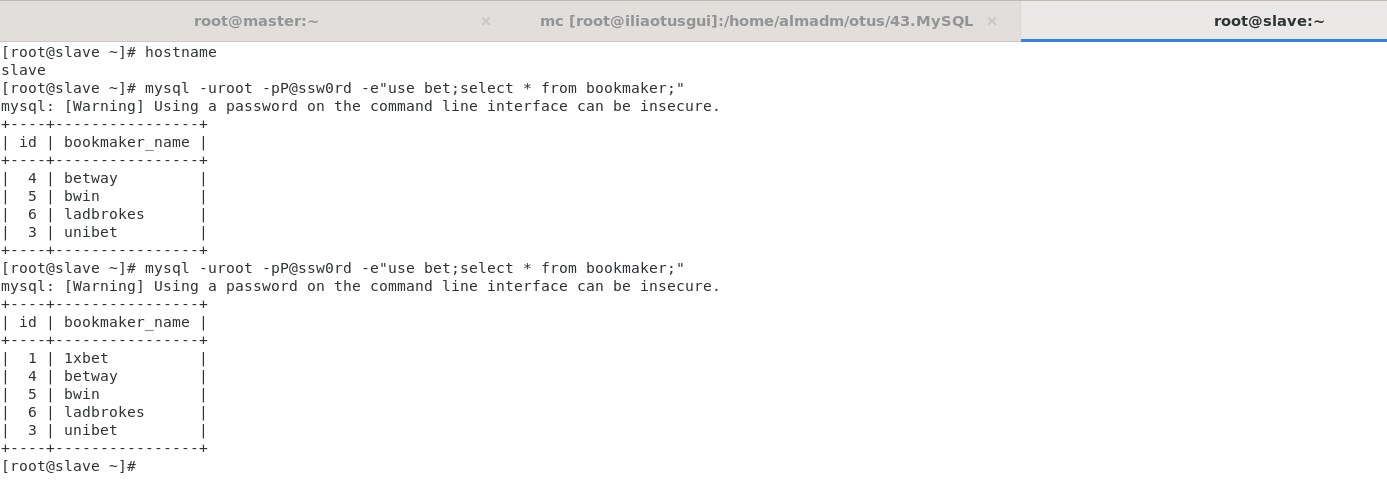 root@master:~ × mc [root@iliaotusgui]:/home/almadm/otus/43.MySQL × root@slave:~
[root@slave ~]# hostname
slave
[root@slave ~]# mysql -uroot -pP@ssw0rd -e"use bet;select * from bookmaker;"
mysql: [Warning] Using a password on the command line interface can be insecure.
+----+----------------+
| id | bookmaker_name |
+----+----------------+
|  4 | betway         |
|  5 | bwin           |
|  6 | ladbrokes      |
|  3 | unibet         |
+----+----------------+
[root@slave ~]# mysql -uroot -pP@ssw0rd -e"use bet;select * from bookmaker;"
mysql: [Warning] Using a password on the command line interface can be insecure.
+----+----------------+
| id | bookmaker_name |
+----+----------------+
|  1 | 1xbet          |
|  4 | betway         |
|  5 | bwin           |
|  6 | ladbrokes      |
|  3 | unibet         |
+----+----------------+
[root@slave ~]#